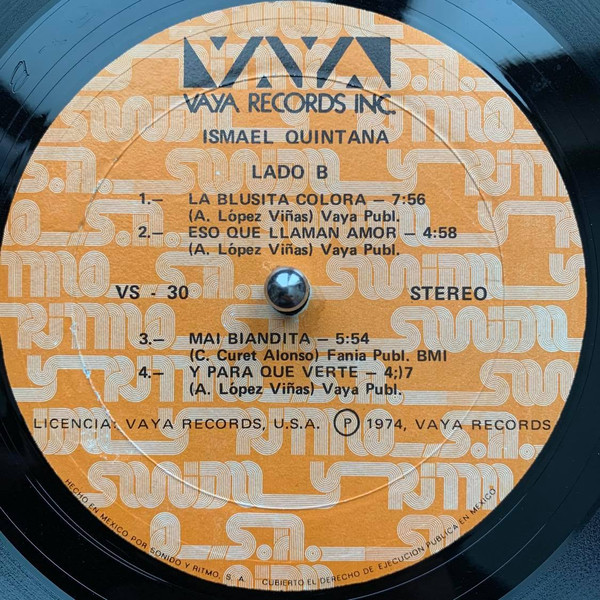 VAYA
VAYA RECORDS INC.
ISMAEL QUINTANA
LADO B
1.— LA BLUSITA COLORA — 7:56
(A. López Viñas) Vaya Publ.
2.— ESO QUE LLAMAN AMOR — 4:58
(A. López Viñas) Vaya Publ.
VS - 30 STEREO
3.— MAI BIANDITA — 5:54
(C. Curet Alonso) Fania Publ. BMI
4.— Y PARA QUE VERTE — 4;)7
(A. López Viñas) Vaya Publ.
LICENCIA: VAYA RECORDS, U.S.A. Ⓟ 1974, VAYA RECORDS
HECHO EN MEXICO POR SONIDO Y RITMO, S. A. CUBIERTO EL DERECHO DE EJECUCION PUBLICA EN MEXICO